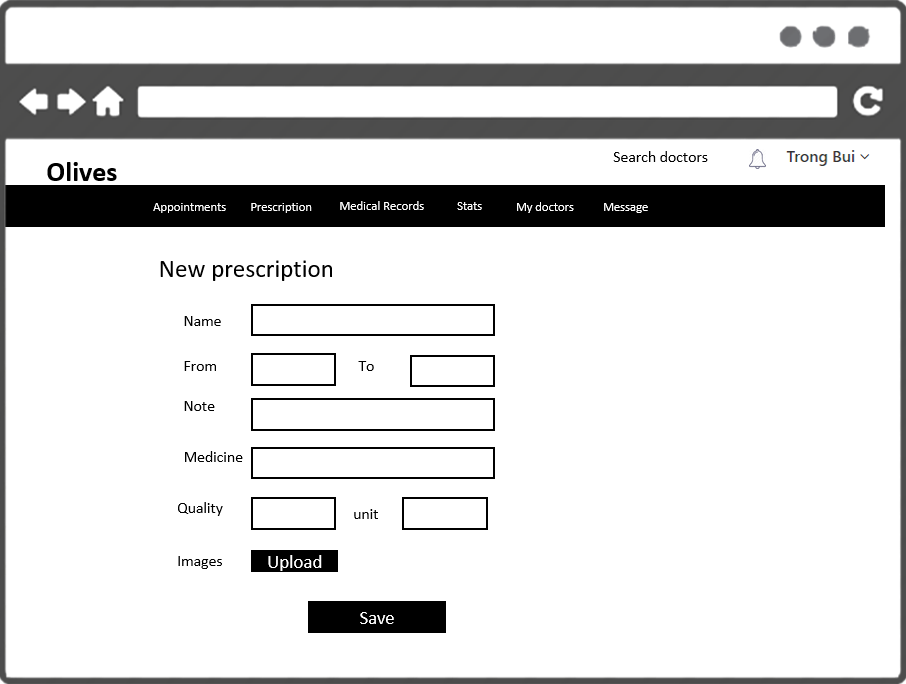 Search doctors Trong Bui
Olives
Appointments Prescription Medical Records Stats My doctors Message
New prescription
Name
From To
Note
Medicine
Quality unit
Images Upload
Save